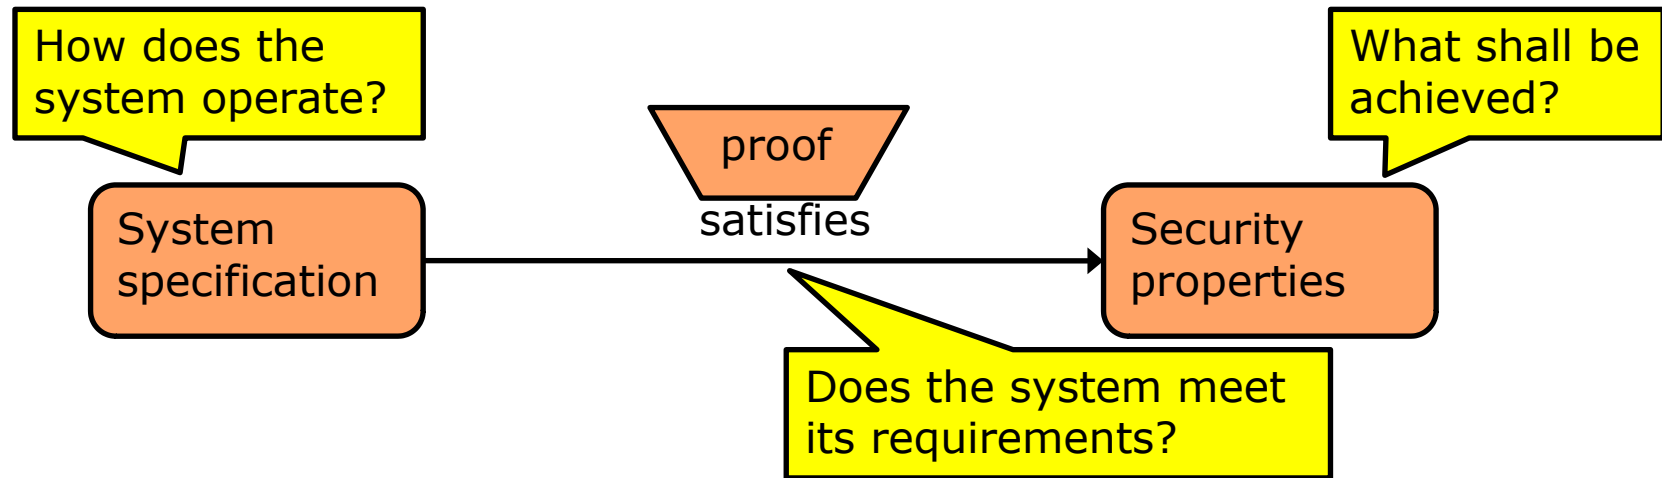 How does the
system operate?
What shall be
achieved?
proof
satisfies
System
specification
Security
properties
Does the system meet
its requirements?